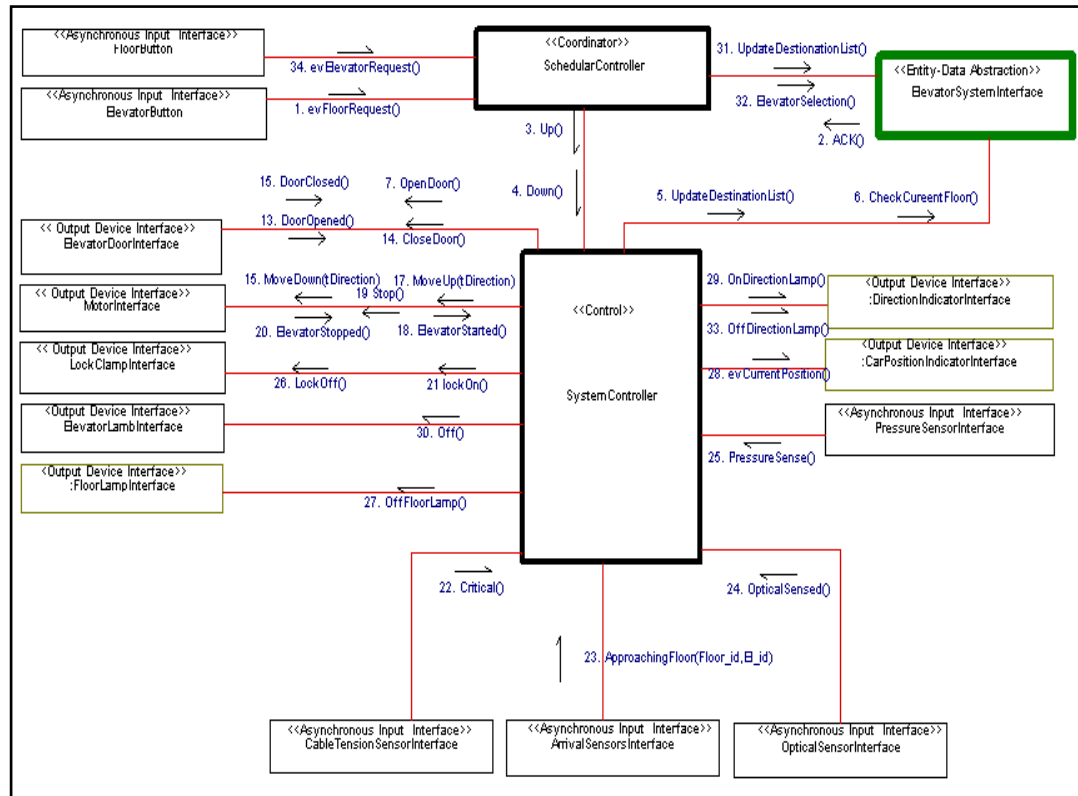 <<Asynchronous Input Interface>>
FloorButton
34. evElevatorRequest()
<<Asynchronous Input Interface>>
ElevatorButton
1. evFloorRequest()
<<Coordinator>>
SchedularController
31. UpdateDestionationList()
32. ElevatorSelection()
2. ACK()
<<Entity-Data Abstraction>>
ElevatorSystemInterface
3. Up()
4. Down()
5. UpdateDestinationList()
6. CheckCureentFloor()
15. DoorClosed()
7. OpenDoor()
13. DoorOpened()
14. CloseDoor()
<< Output Device Interface>>
ElevatorDoorInterface
15. MoveDown(tDirection)
17. MoveUp(tDirection)
19 Stop()
20. ElevatorStopped()
18. ElevatorStarted()
<< Output Device Interface>>
MotorInterface
<< Output Device Interface>>
LockClampInterface
26. LockOff()
21 lockOn()
<<Output Device Interface>>
ElevatorLambInterface
30. Off()
<Output Device Interface>>
:FloorLampInterface
27. OffFloorLamp()
<<Control>>
SystemController
29. OnDirectionLamp()
33. OffDirectionLamp()
<Output Device Interface>>
:DirectionIndicatorInterface
28. evCurrentPosition()
<Output Device Interface>>
:CarPositionIndicatorInterface
25. PressureSense()
<<Asynchronous Input Interface>>
PressureSensorInterface
22. Critical()
24. OpticalSensed()
23. ApproachingFloor(Floor_id,El_id)
<<Asynchronous Input Interface>>
CableTensionSensorInterface
<<Asynchronous Input Interface>>
ArrivalSensorsInterface
<<Asynchronous Input Interface>>
OpticalSensorInterface